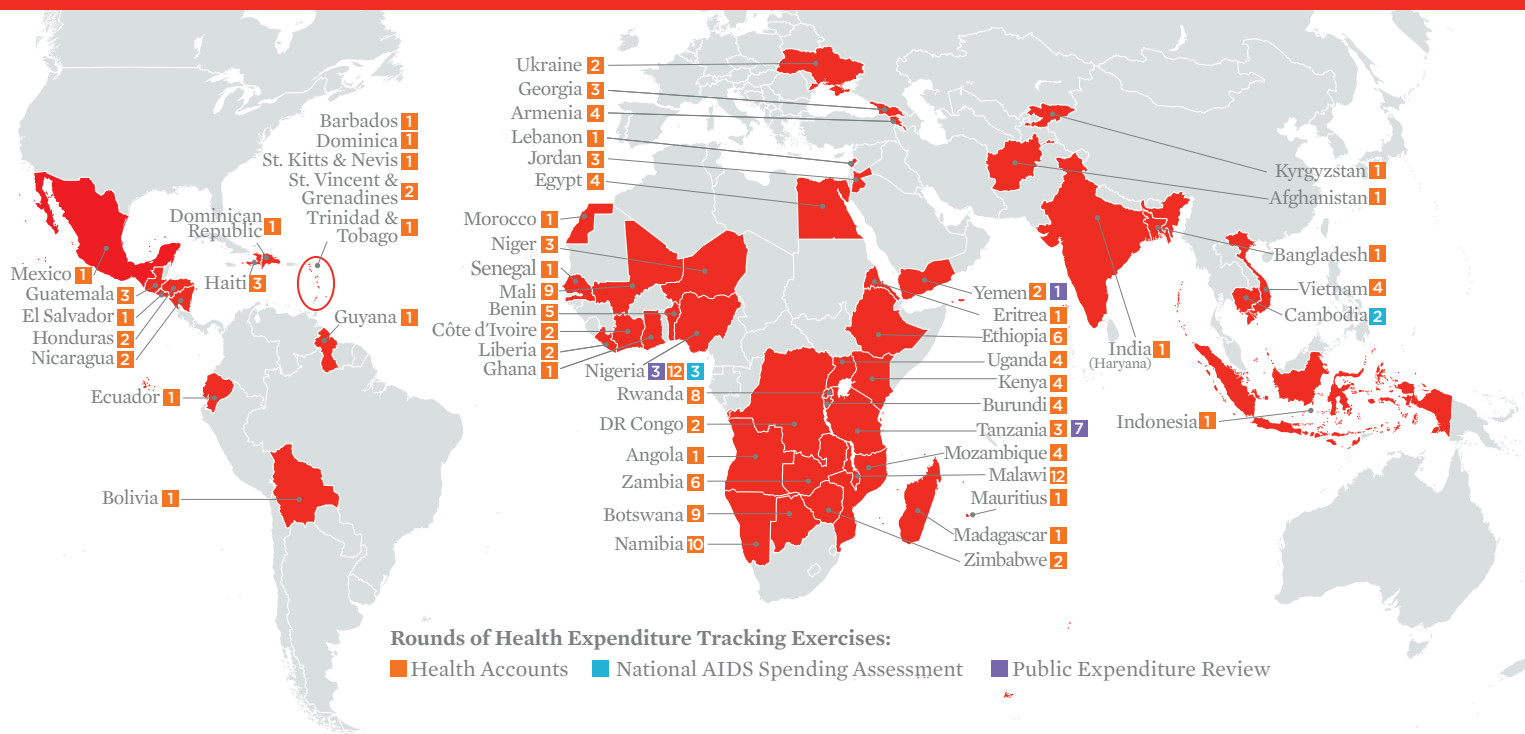 Barbados 1
Dominica 1
St. Kitts & Nevis 1
St. Vincent &
Grenadines 2
Trinidad &
Tobago 1
Dominican
Republic 1
Haiti 3
Mexico 1
Guatemala 3
El Salvador 1
Honduras 2
Nicaragua 2
Guyana 1
Ecuador 1
Bolivia 1
Ukraine 2
Georgia 3
Armenia 4
Lebanon 1
Jordan 3
Egypt 4
Morocco 1
Niger 3
Senegal 1
Mali 9
Benin 5
Côte d'Ivoire 2
Liberia 2
Ghana 1
Nigeria 3 12 3
Rwanda 8
DR Congo 2
Angola 1
Zambia 6
Botswana 9
Namibia 10
Yemen 2 1
Eritrea 1
Ethiopia 6
Uganda 4
Kenya 4
Burundi 4
Tanzania 3 7
Mozambique 4
Malawi 12
Mauritius 1
Madagascar 1
Zimbabwe 2
Kyrgyzstan 1
Afghanistan 1
Bangladesh 1
Vietnam 4
Cambodia 2
India 1
(Haryana)
Indonesia 1
Rounds of Health Expenditure Tracking Exercises:
Health Accounts
National AIDS Spending Assessment
Public Expenditure Review